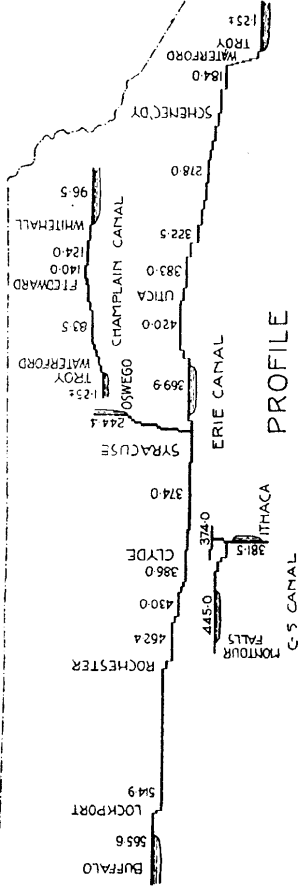 BUFFALO
565.6
LOCKPORT
514.9
ROCHESTER
462.4
430.0
386.0
CLYDE
374.0
SYRACUSE
244.3
OSWEGO
369.9
420.0
UTICA
383.0
322.5
278.0
SCHENEC'DY
184.0
WATERFORD
TROY
1.25±
ERIE CANAL
1.25±
TROY
WATERFORD
83.5
FT.EDWARD
140.0
124.0
WHITEHALL
96.5
CHAMPLAIN CANAL
MONTOUR
FALLS
445.0
374.0
381.5
ITHACA
C-S CANAL
PROFILE